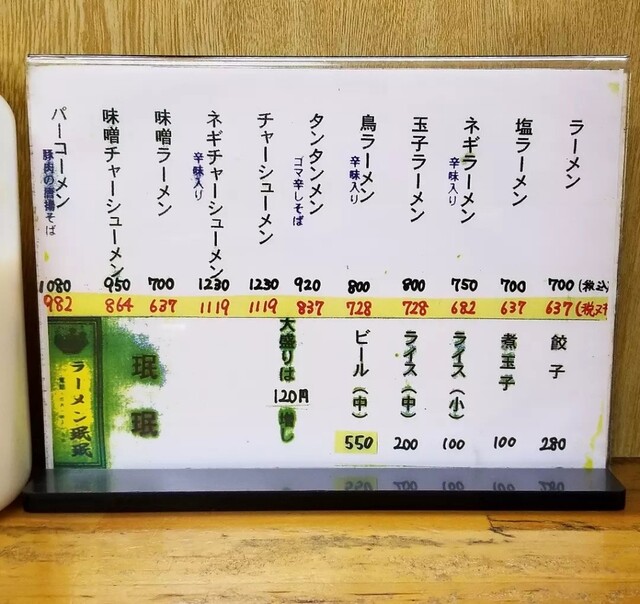 ラーメン
700 (税込
637 (税ヌキ
塩ラーメン
700
637
ネギラーメン
辛味入り
750
682
玉子ラーメン
800
728
鳥ラーメン
辛味入り
800
728
タンタンメン
ゴマ辛しそば
920
837
チャーシューメン
1230
1119
ネギチャーシューメン
辛味入り
1230
1119
味噌ラーメン
700
637
味噌チャーシューメン
950
864
パーコーメン
豚肉の唐揚そば
1080
982
餃子
280
煮玉子
100
ライス(小)
100
ライス(中)
200
ビール(中)
550
大盛りは120円増し
珉珉
ラーメン珉珉